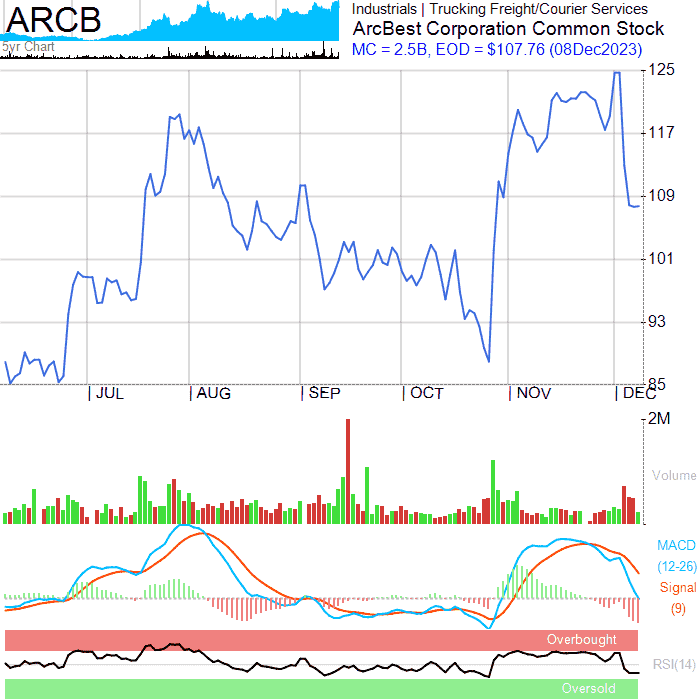 ARCB
5yr Chart
Industrials | Trucking Freight/Courier Services
ArcBest Corporation Common Stock
MC = 2.5B, EOD = $107.76 (08Dec2023)
125
117
109
101
93
85
JUL AUG SEP OCT NOV DEC
2M
Volume
MACD
(12-26)
Signal
(9)
Overbought
RSI(14)
Oversold